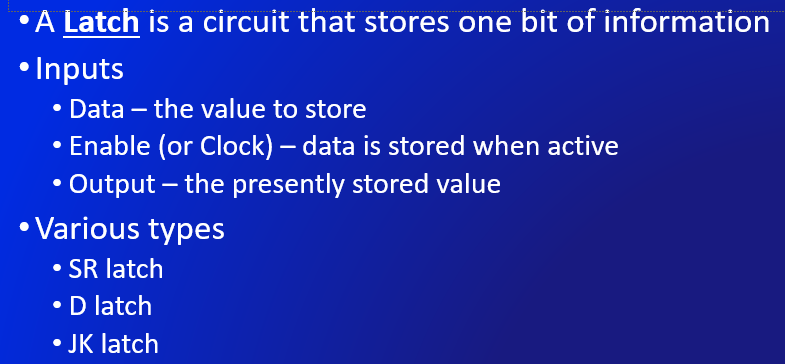 • A Latch is a circuit that stores one bit of information
• Inputs
• Data – the value to store
• Enable (or Clock) – data is stored when active
• Output – the presently stored value
• Various types
• SR latch
• D latch
• JK latch